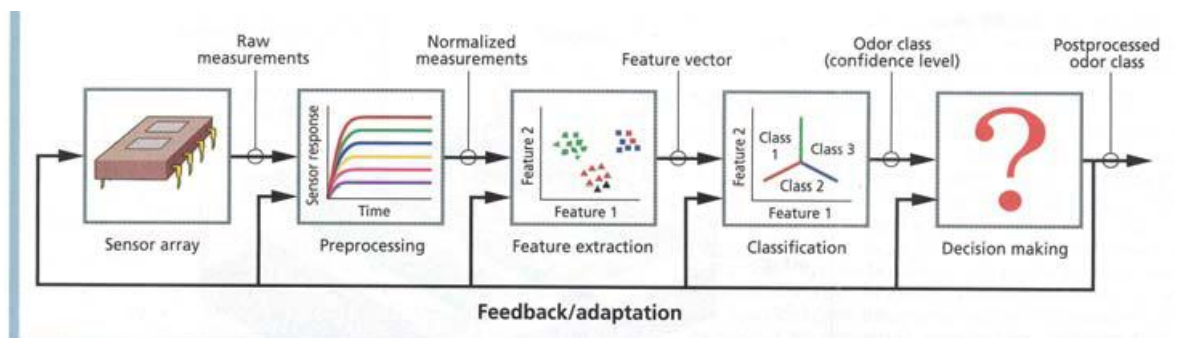 Raw
measurements
Normalized
measurements
Feature vector
Odor class
(confidence level)
Postprocessed
odor class
Sensor response
Time
Feature 2
Feature 1
Feature 2
Class
1
Class 3
Class 2
Feature 1
?
Sensor array
Preprocessing
Feature extraction
Classification
Decision making
Feedback/adaptation